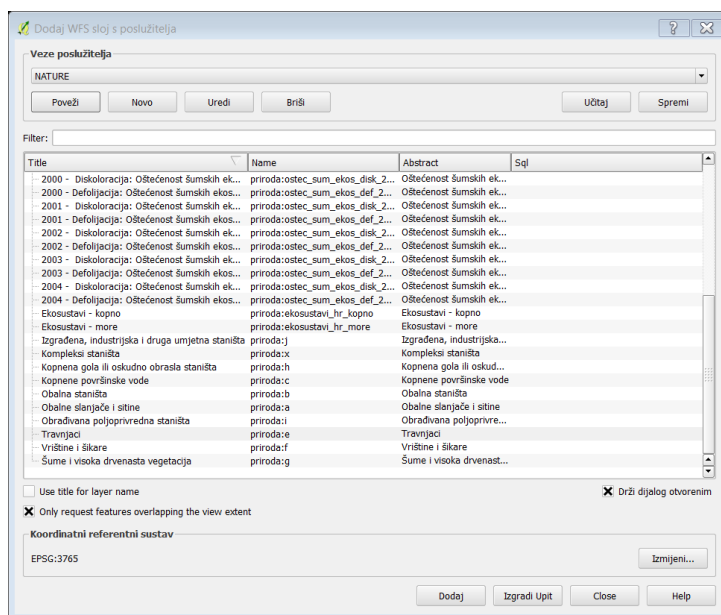 Dodaj WFS sloj s poslužitelja
Veze poslužitelja
NATURE
Poveži Novo Uredi Briši Učitaj Spremi
Filter:
Title Name Abstract Sql
2000 - Diskoloracija: Oštećenost šumskih ek... priroda:ostec_sum_ekos_disk_2... Oštećenost šumskih ek...
2000 - Defolijacija: Oštećenost šumskih ekos... priroda:ostec_sum_ekos_def_2... Oštećenost šumskih ek...
2001 - Diskoloracija: Oštećenost šumskih ek... priroda:ostec_sum_ekos_disk_2... Oštećenost šumskih ek...
2001 - Defolijacija: Oštećenost šumskih ekos... priroda:ostec_sum_ekos_def_2... Oštećenost šumskih ek...
2002 - Diskoloracija: Oštećenost šumskih ek... priroda:ostec_sum_ekos_disk_2... Oštećenost šumskih ek...
2002 - Defolijacija: Oštećenost šumskih ekos... priroda:ostec_sum_ekos_def_2... Oštećenost šumskih ek...
2003 - Diskoloracija: Oštećenost šumskih ek... priroda:ostec_sum_ekos_disk_2... Oštećenost šumskih ek...
2003 - Defolijacija: Oštećenost šumskih ekos... priroda:ostec_sum_ekos_def_2... Oštećenost šumskih ek...
2004 - Diskoloracija: Oštećenost šumskih ek... priroda:ostec_sum_ekos_disk_2... Oštećenost šumskih ek...
2004 - Defolijacija: Oštećenost šumskih ekos... priroda:ostec_sum_ekos_def_2... Oštećenost šumskih ek...
Ekosustavi - kopno priroda:ekosustavi_hr_kopno Ekosustavi - kopno
Ekosustavi - more priroda:ekosustavi_hr_more Ekosustavi - more
Izgrađena, industrijska i druga umjetna staništa priroda:j Izgrađena, industrijska...
Kompleksi staništa priroda:x Kompleksi staništa
Kopnena gola ili oskudno obrasla staništa priroda:h Kopnena gola ili oskud...
Kopnene površinske vode priroda:c Kopnene površinske vode
Obalna staništa priroda:b Obalna staništa
Obalne slanjače i sitine priroda:a Obalne slanjače i sitine
Obrađivana poljoprivredna staništa priroda:i Obrađivana poljoprivre...
Travnjaci priroda:e Travnjaci
Vrištine i šikare priroda:f Vrištine i šikare
Šume i visoka drvenasta vegetacija priroda:g Šume i visoka drvenast...
Use title for layer name Drži dijalog otvorenim
Only request features overlapping the view extent
Koordinatni referentni sustav
EPSG:3765 Izmijeni...
Dodaj Izgradi Upit Close Help